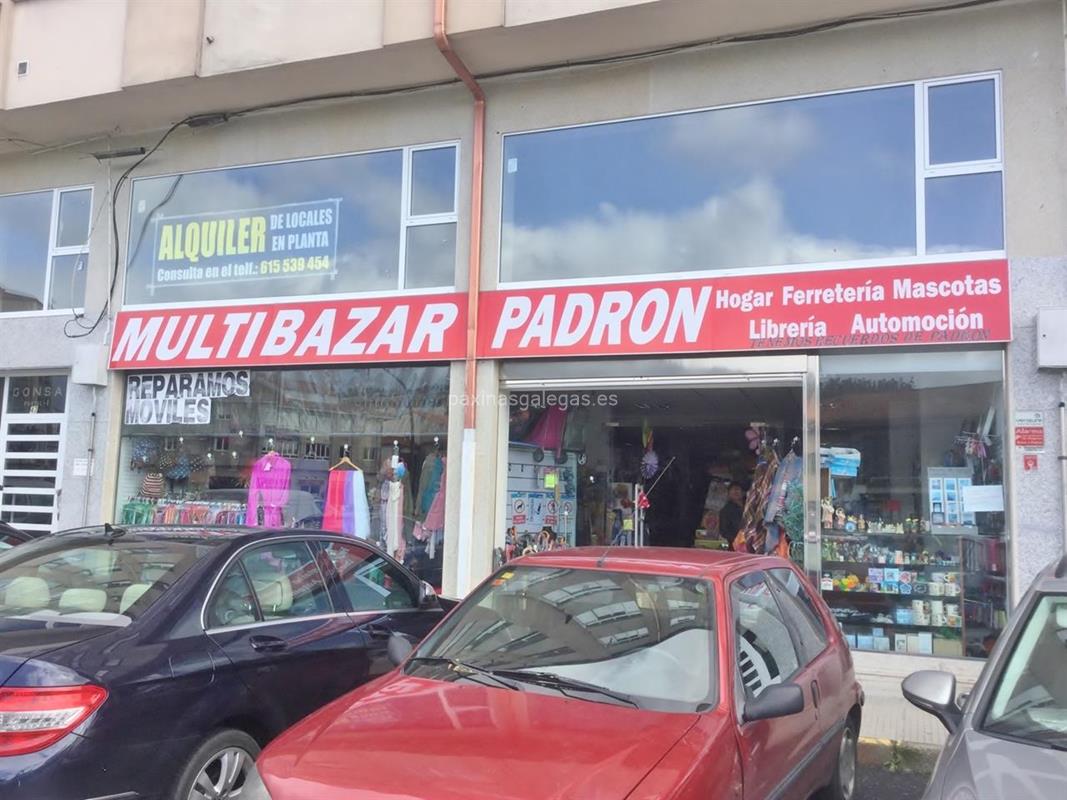 ALQUILER DE LOCALES
EN PLANTA
Consulta en el telf.: 615 539 454
MULTIBAZAR PADRON
Hogar Ferretería Mascotas
Librería Automoción
TENEMOS RECUERDOS DE PADRON
REPARAMOS
MOVILES
paxinasgalegas.es
Alarma